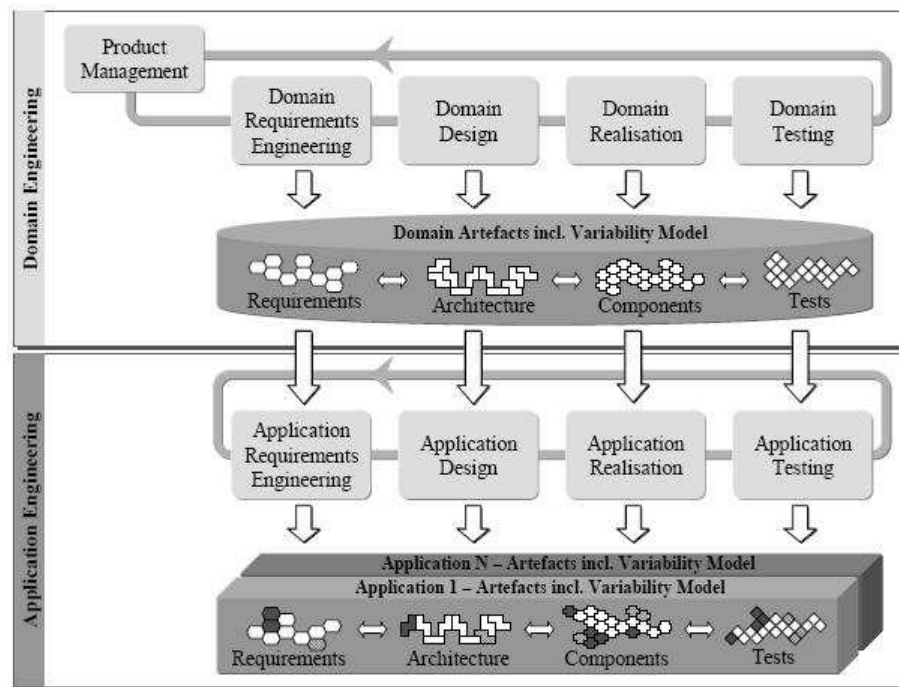 Domain Engineering
Product
Management
Domain
Requirements
Engineering
Domain
Design
Domain
Realisation
Domain
Testing
Domain Artefacts incl. Variability Model
Requirements
Architecture
Components
Tests
Application Engineering
Application
Requirements
Engineering
Application
Design
Application
Realisation
Application
Testing
Application N – Artefacts incl. Variability Model
Application 1 – Artefacts incl. Variability Model
Requirements
Architecture
Components
Tests